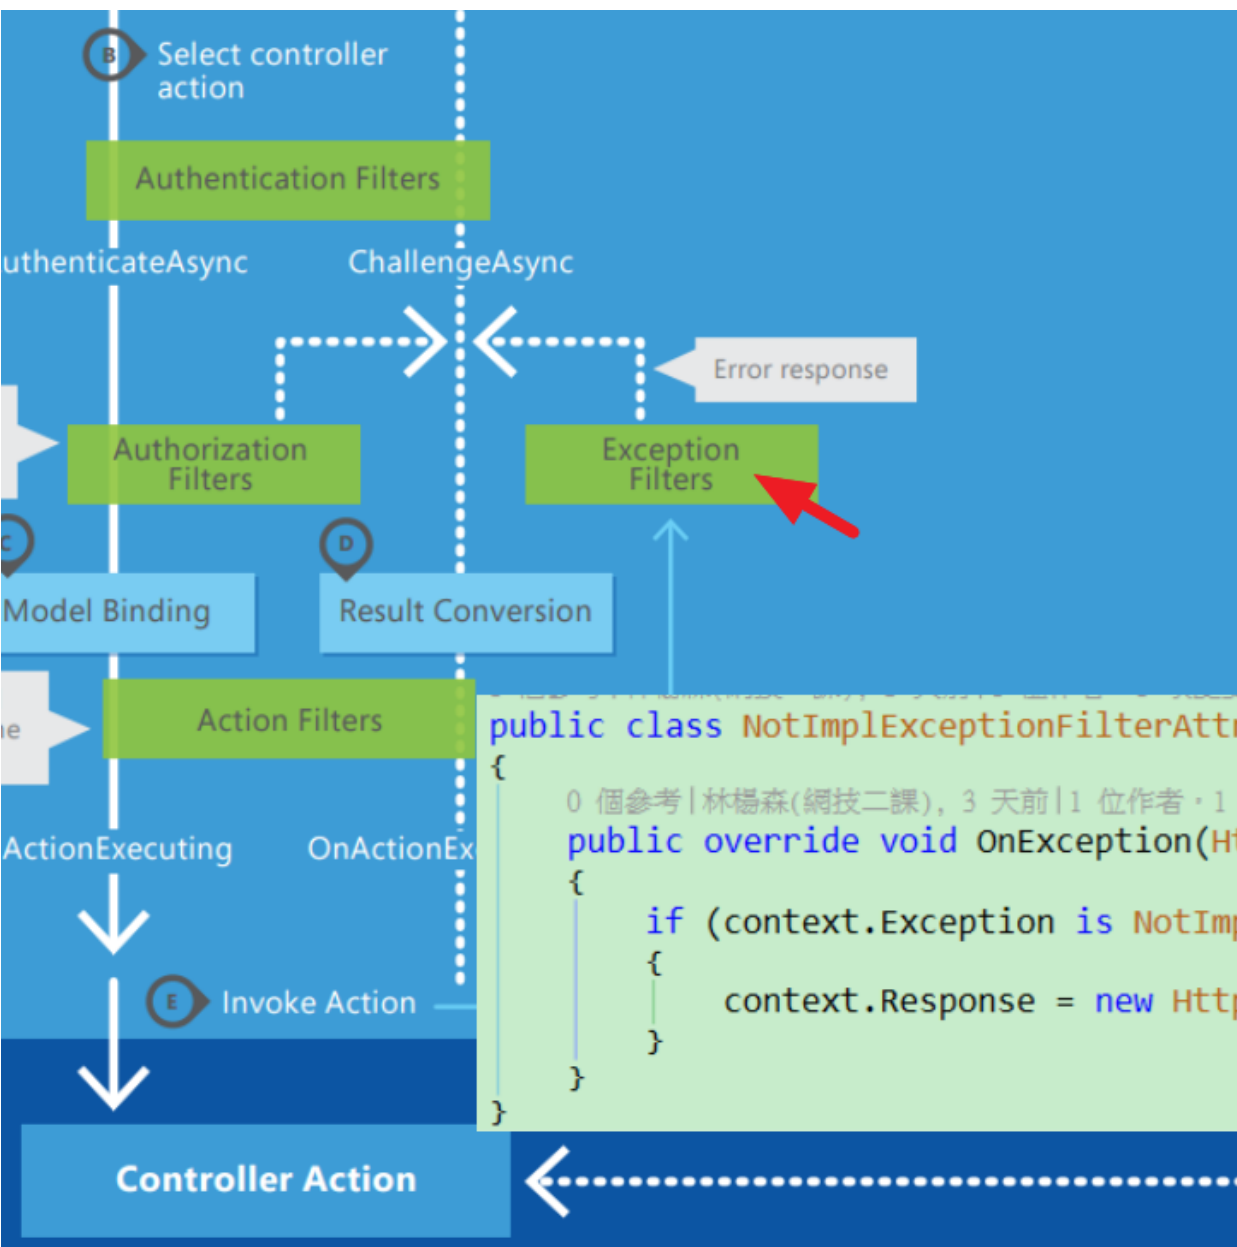 B
Select controller
action
Authentication Filters
uthenticateAsync
ChallengeAsync
Error response
Authorization
Filters
Exception
Filters
C
D
Model Binding
Result Conversion
Action Filters
ne
public class NotImplExceptionFilterAttr
{
0 個參考|林楊森(網技二課), 3 天前|1 位作者，1
public override void OnException(Ht
{
if (context.Exception is NotImp
{
context.Response = new Http
}
}
}
ActionExecuting
OnActionEx
E
Invoke Action
Controller Action